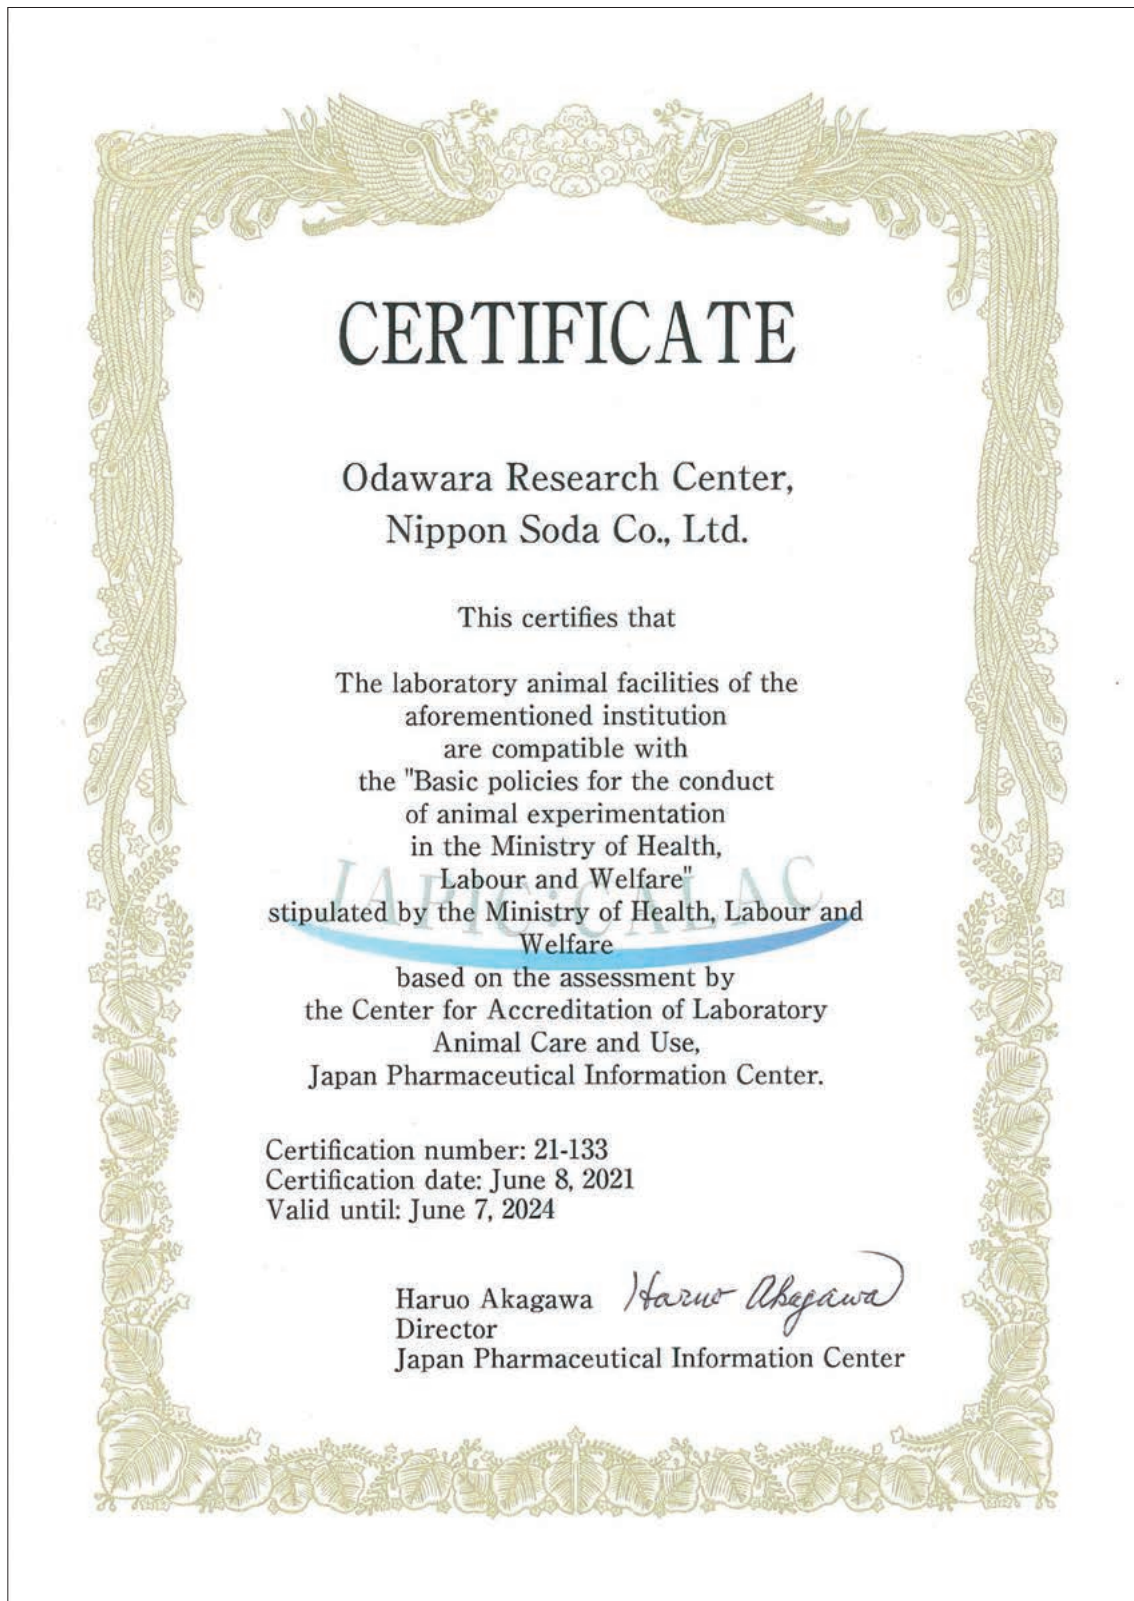 CERTIFICATE
Odawara Research Center,
Nippon Soda Co., Ltd.
This certifies that
The laboratory animal facilities of the
aforementioned institution
are compatible with
the "Basic policies for the conduct
of animal experimentation
in the Ministry of Health,
Labour and Welfare"
JAPIC:CALAC
stipulated by the Ministry of Health, Labour and
Welfare
based on the assessment by
the Center for Accreditation of Laboratory
Animal Care and Use,
Japan Pharmaceutical Information Center.
Certification number: 21-133
Certification date: June 8, 2021
Valid until: June 7, 2024
Haruo Akagawa Haruo Akagawa
Director
Japan Pharmaceutical Information Center